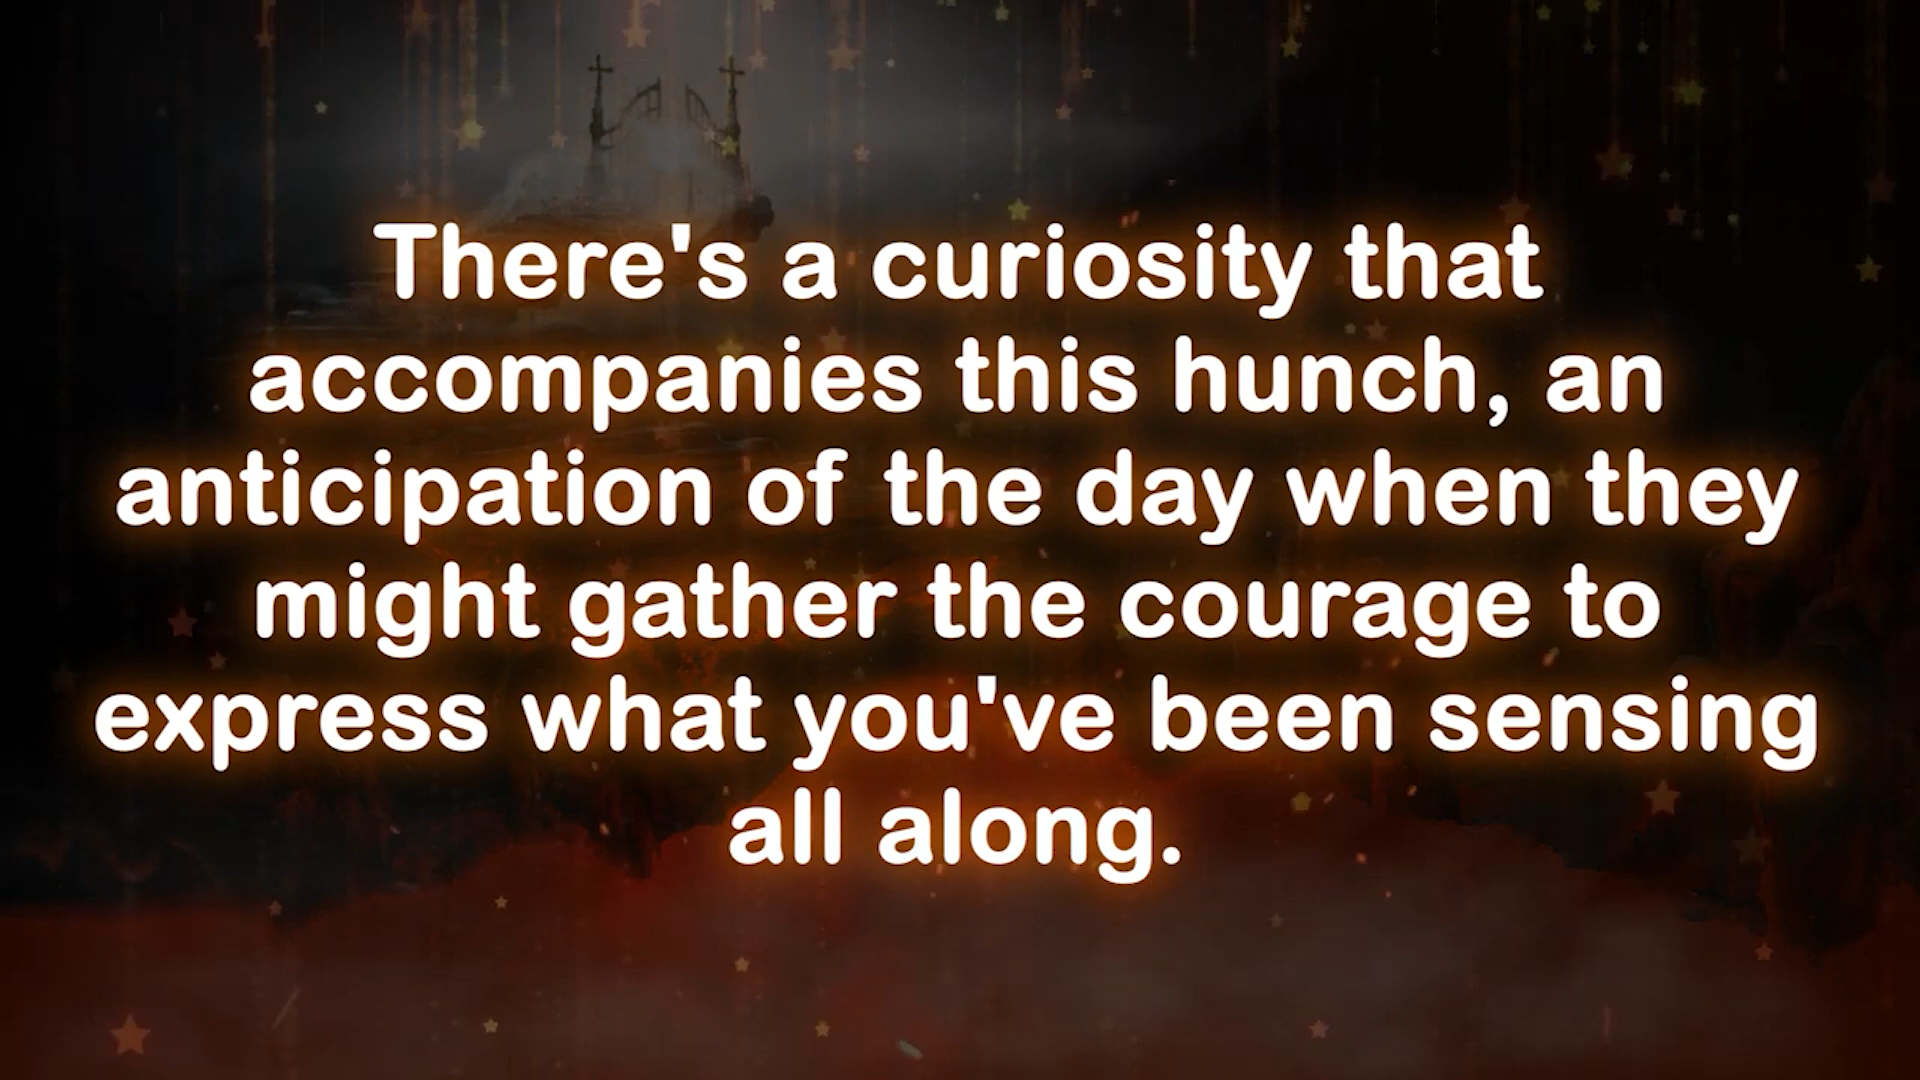 There's a curiosity that
accompanies this hunch, an
anticipation of the day when they
might gather the courage to
express what you've been sensing
all along.